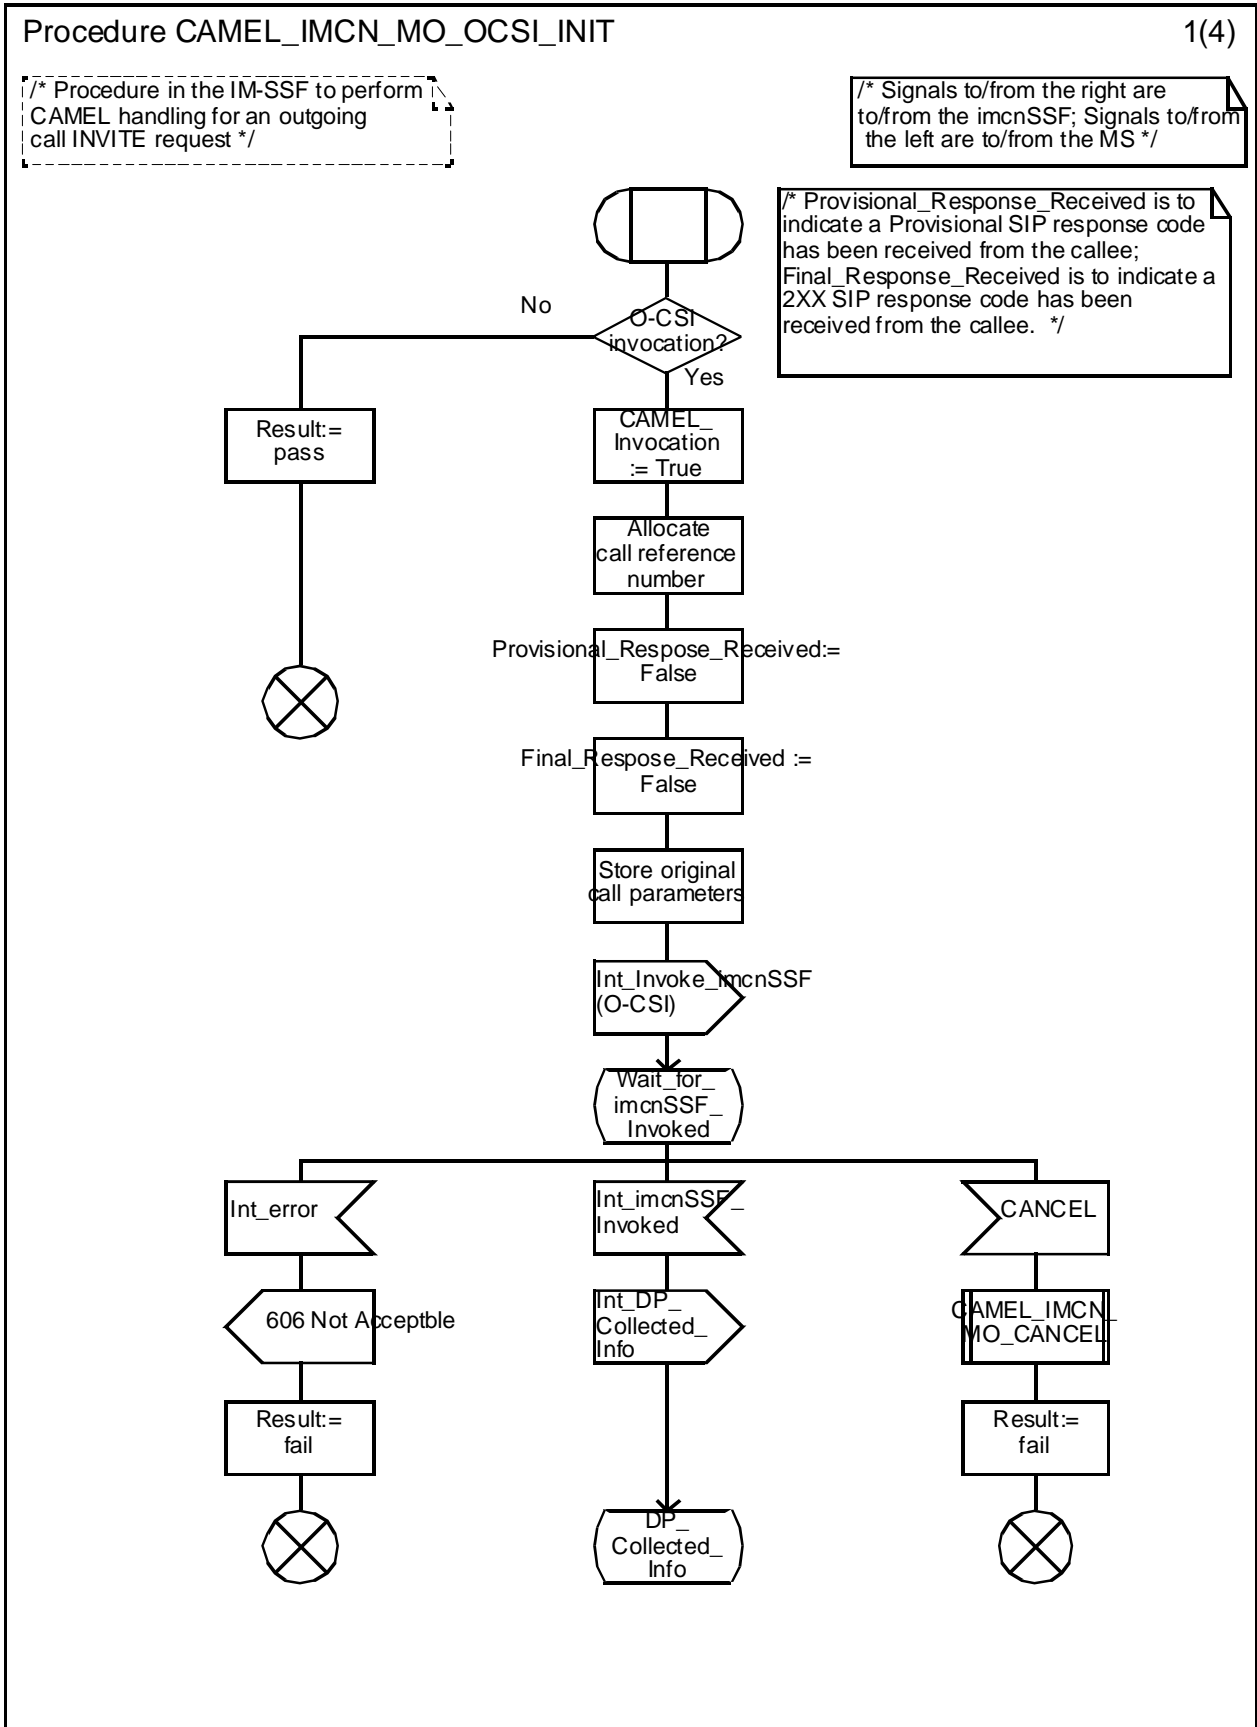 Procedure CAMEL_IMCN_MO_OCSI_INIT
1(4)
/* Procedure in the IM-SSF to perform
CAMEL handling for an outgoing
call INVITE request */
/* Signals to/from the right are
to/from the imcnSSF; Signals to/from
the left are to/from the MS */
/* Provisional_Response_Received is to
indicate a Provisional SIP response code
has been received from the callee;
Final_Response_Received is to indicate a
2XX SIP response code has been
received from the callee. */
O-CSI
invocation?
No
Yes
Result:=
pass
CAMEL_
Invocation
:= True
Allocate
call reference
number
Provisional_Respose_Received:=
False
Final_Respose_Received :=
False
Store original
call parameters
Int_Invoke_imcnSSF
(O-CSI)
Wait_for_
imcnSSF_
Invoked
Int_error
Int_imcnSSF_
Invoked
CANCEL
606 Not Acceptble
Int_DP_
Collected_
Info
CAMEL_IMCN_
MO_CANCEL
Result:=
fail
Result:=
fail
DP_
Collected_
Info